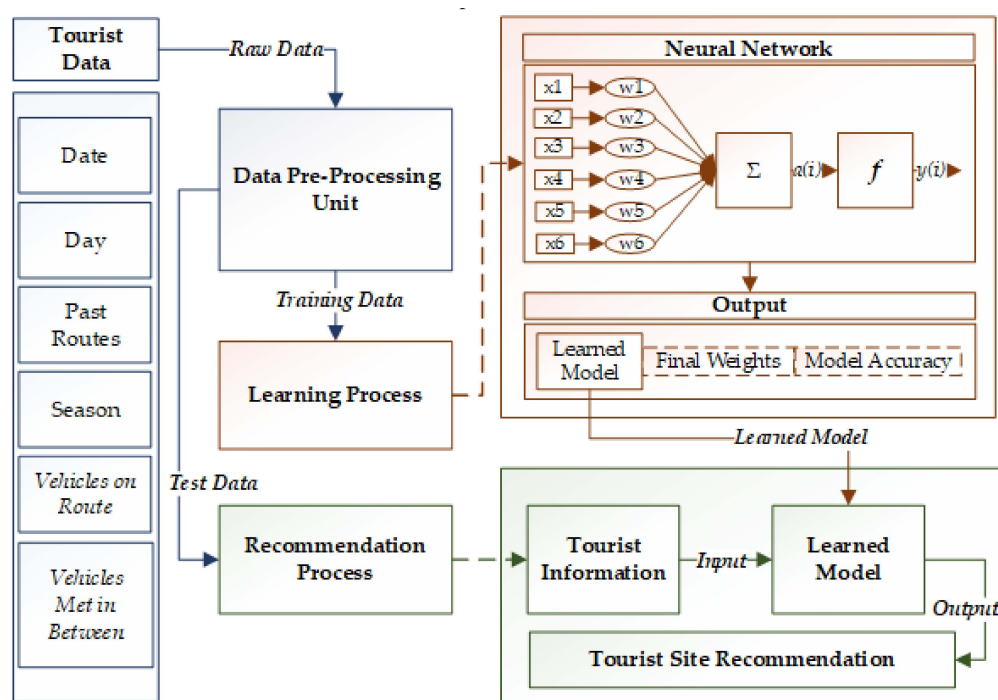 Tourist
Data
Raw Data
Date
Day
Past
Routes
Season
Vehicles on
Route
Vehicles
Met in
Between
Data Pre-Processing
Unit
Training Data
Learning Process
Test Data
Recommendation
Process
Neural Network
x1 w1
x2 w2
x3 w3
x4 w4
x5 w5
x6 w6
Σ a(i) f y(i)
Output
Learned
Model
Final Weights Model Accuracy
Learned Model
Tourist
Information
Input
Learned
Model
Output
Tourist Site Recommendation